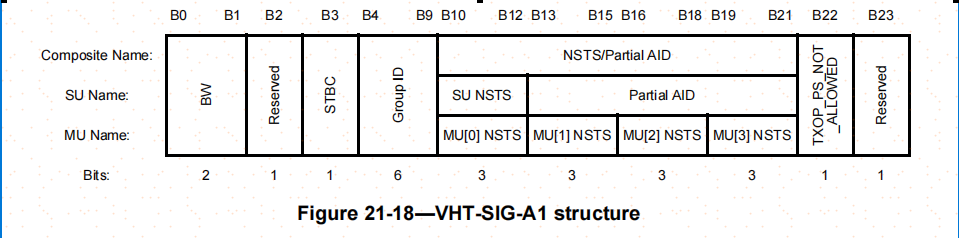 B0 B1 B2 B3 B4 B9 B10 B12 B13 B15 B16 B18 B19 B21 B22 B23
Composite Name: BW Reserved STBC Group ID NSTS/Partial AID TXOP_PS_NOT
_ALLOWED Reserved
SU Name: SU NSTS Partial AID
MU Name: MU[0] NSTS MU[1] NSTS MU[2] NSTS MU[3] NSTS
Bits: 2 1 1 6 3 3 3 3 1 1
Figure 21-18—VHT-SIG-A1 structure